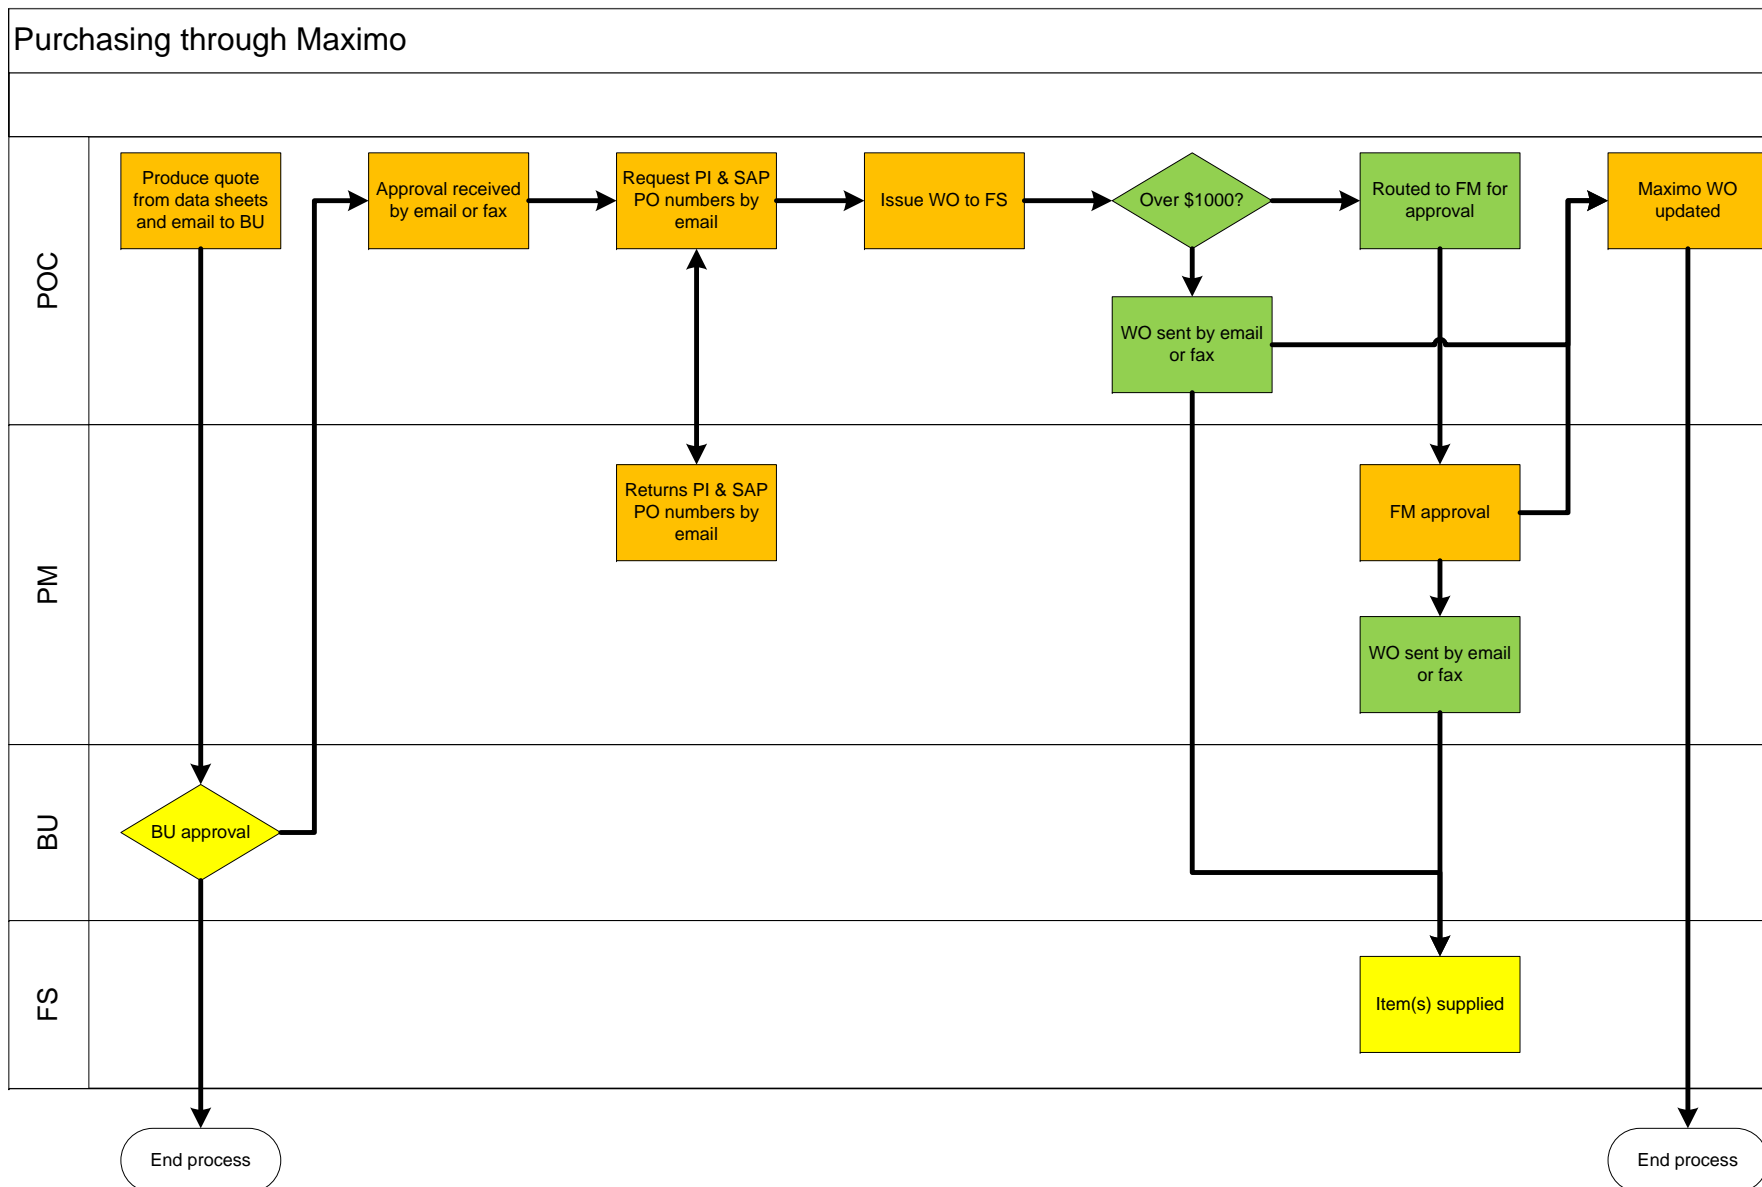 Purchasing through Maximo
POC
Produce quote
from data sheets
and email to BU
Approval received
by email or fax
Request PI & SAP
PO numbers by
email
Issue WO to FS
Over $1000?
Routed to FM for
approval
Maximo WO
updated
WO sent by email
or fax
PM
Returns PI & SAP
PO numbers by
email
FM approval
WO sent by email
or fax
BU
BU approval
FS
Item(s) supplied
End process
End process